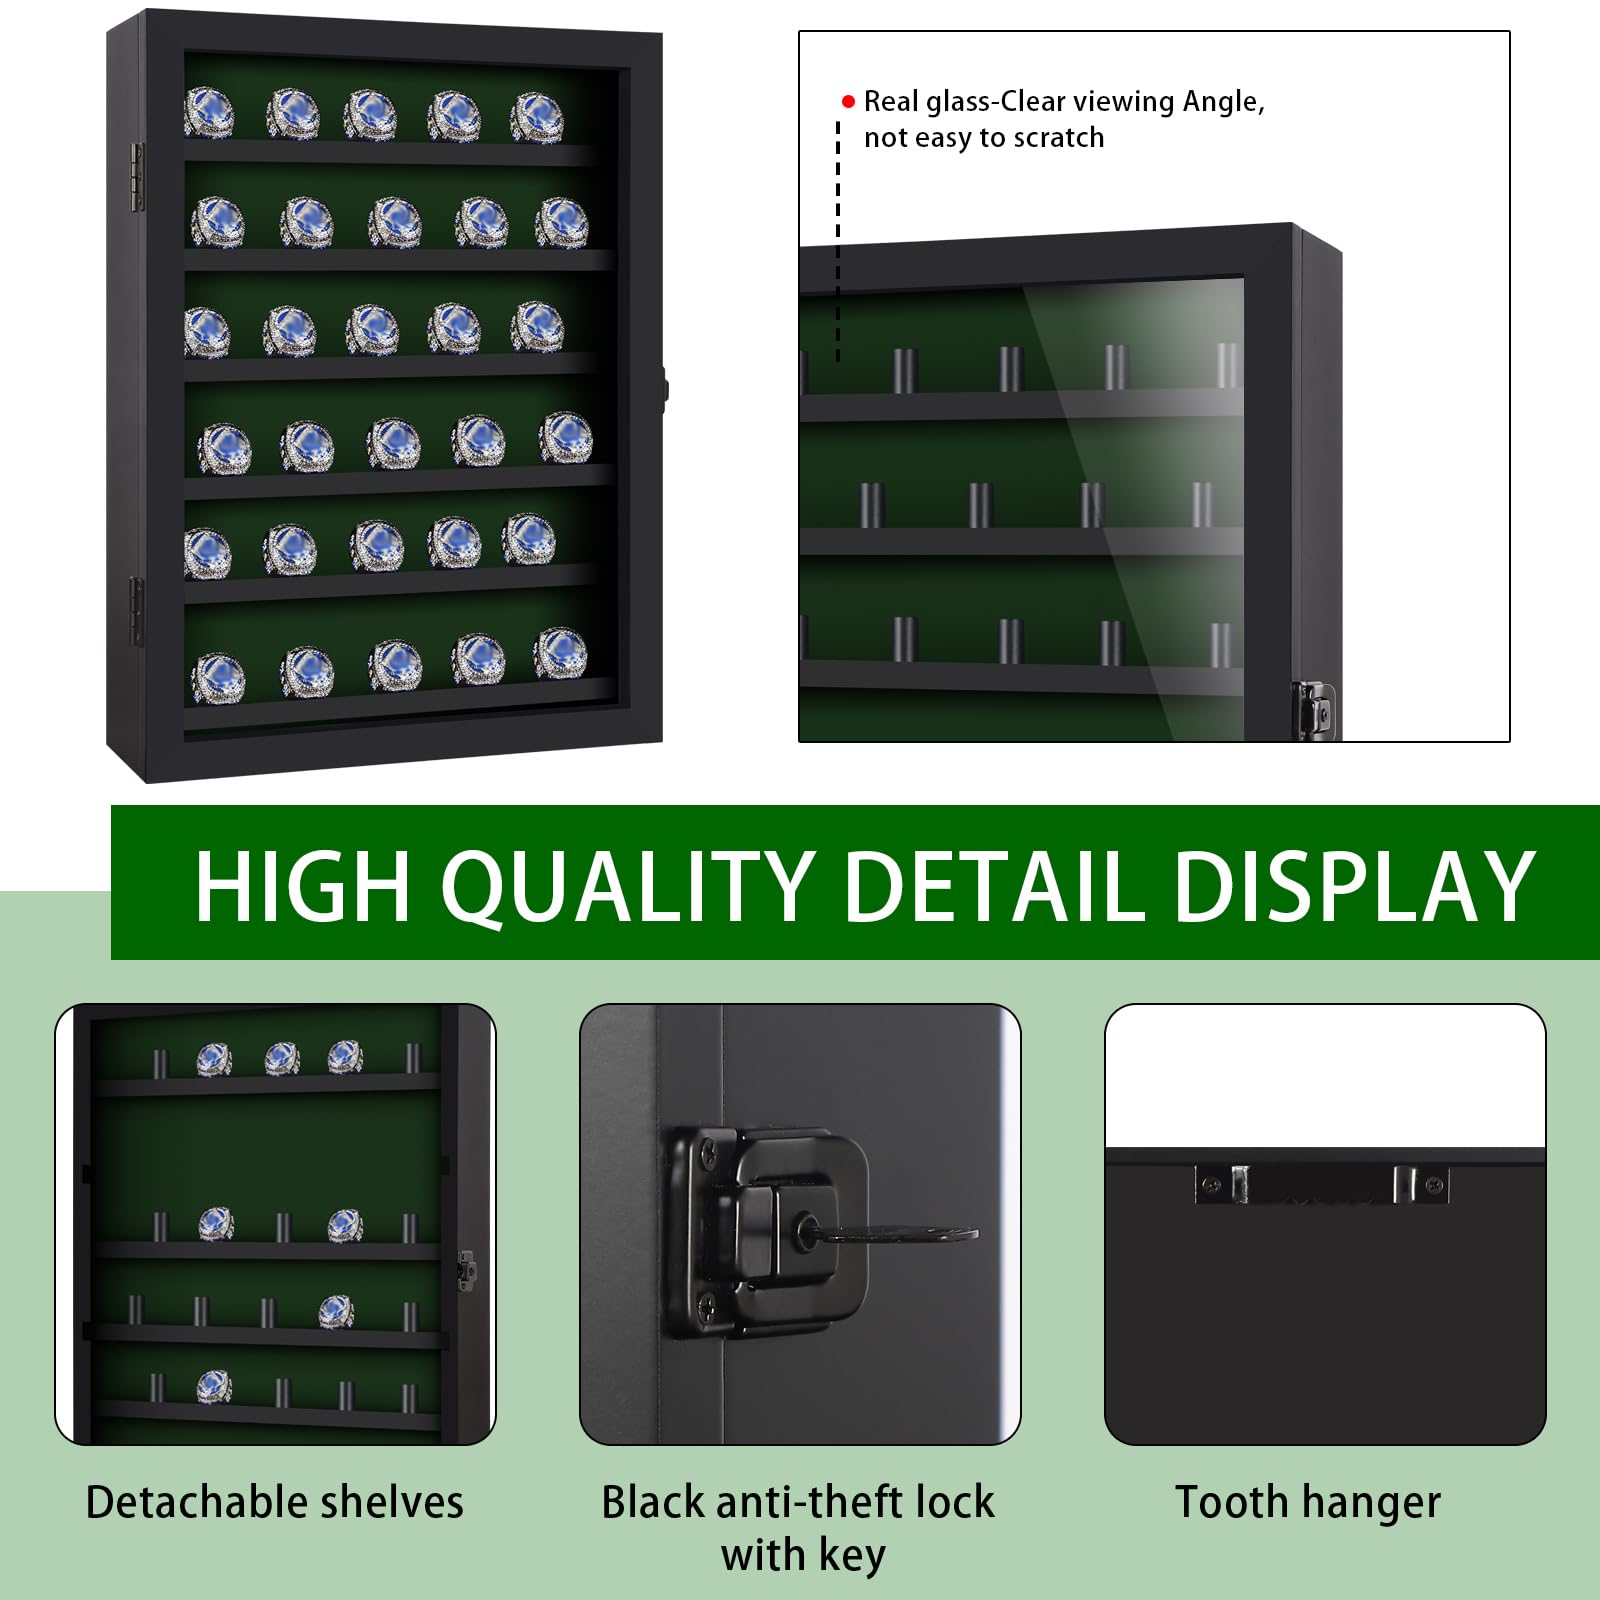 Real glass-Clear viewing Angle,
not easy to scratch
HIGH QUALITY DETAIL DISPLAY
Detachable shelves
Black anti-theft lock
with key
Tooth hanger